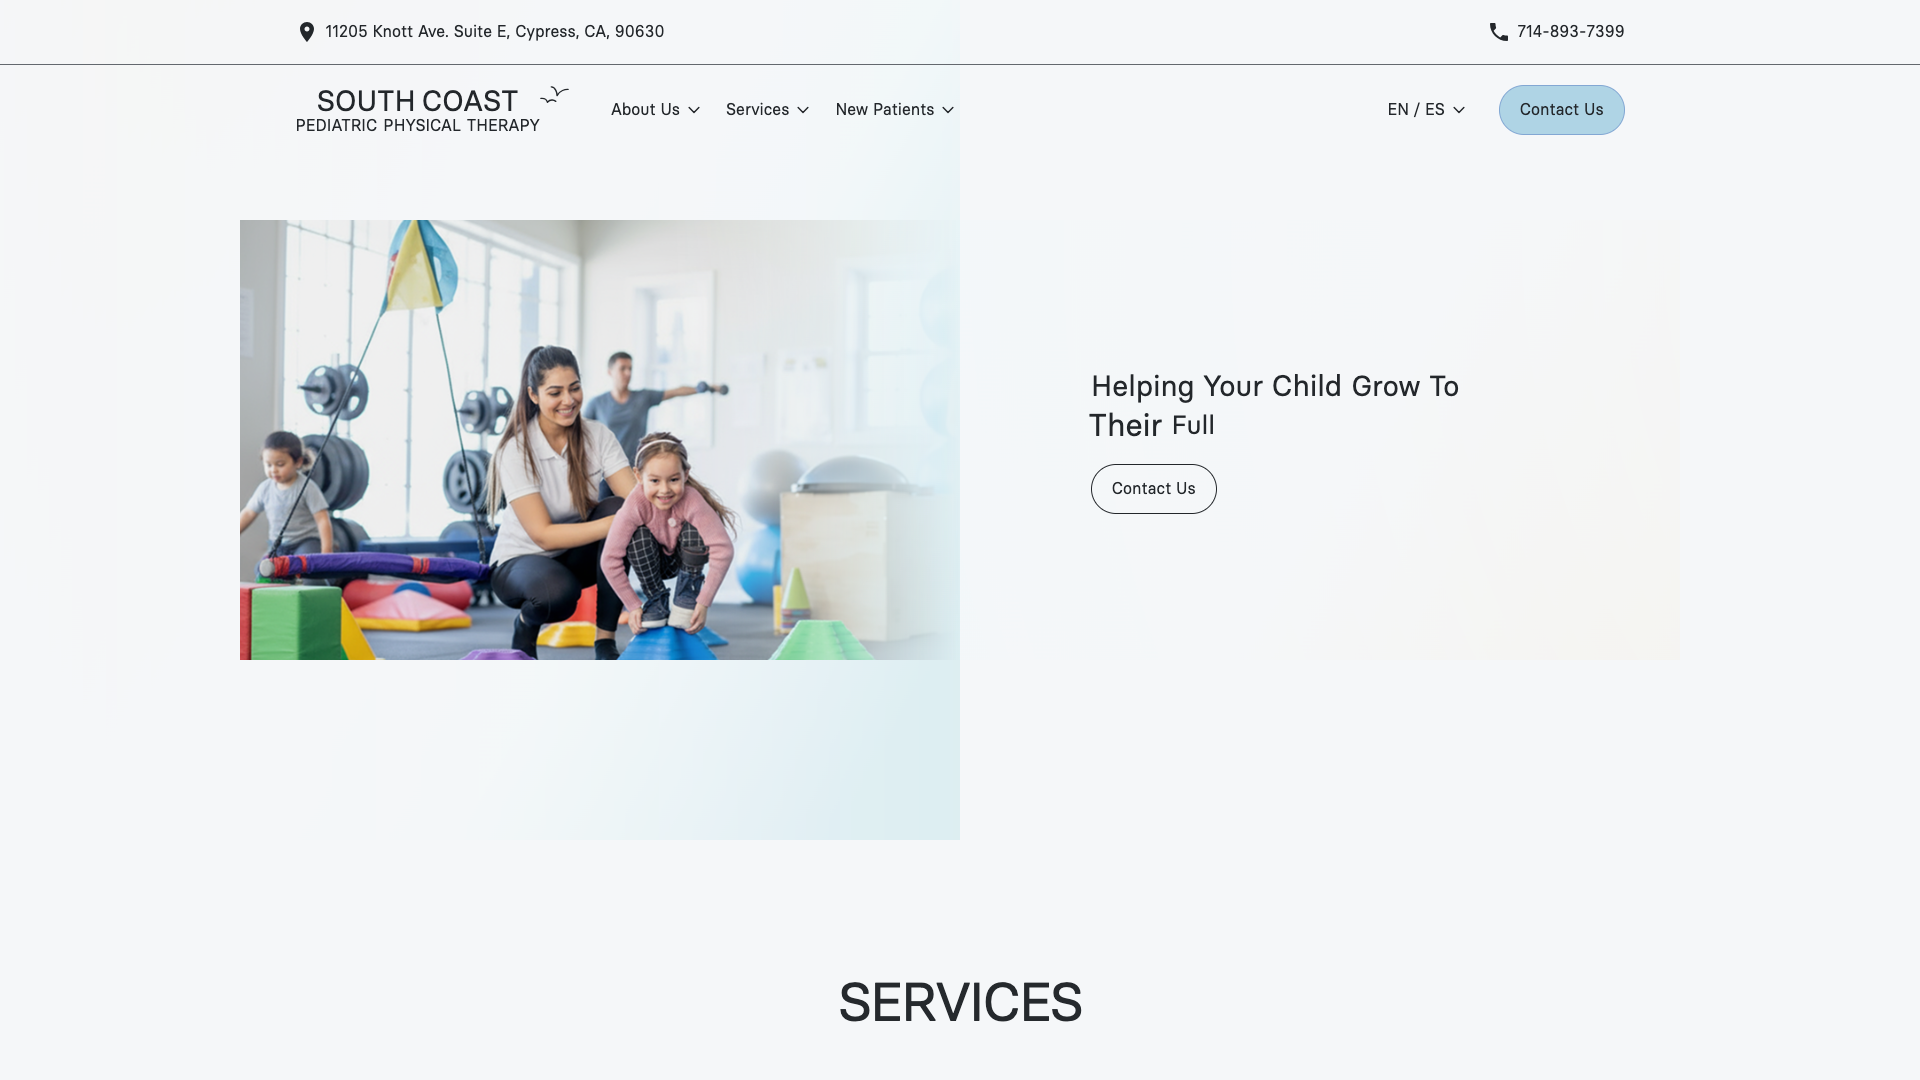 11205 Knott Ave. Suite E, Cypress, CA, 90630
714-893-7399
SOUTH COAST
PEDIATRIC PHYSICAL THERAPY
About Us
Services
New Patients
EN / ES
Contact Us
Helping Your Child Grow To
Their Full
Contact Us
SERVICES